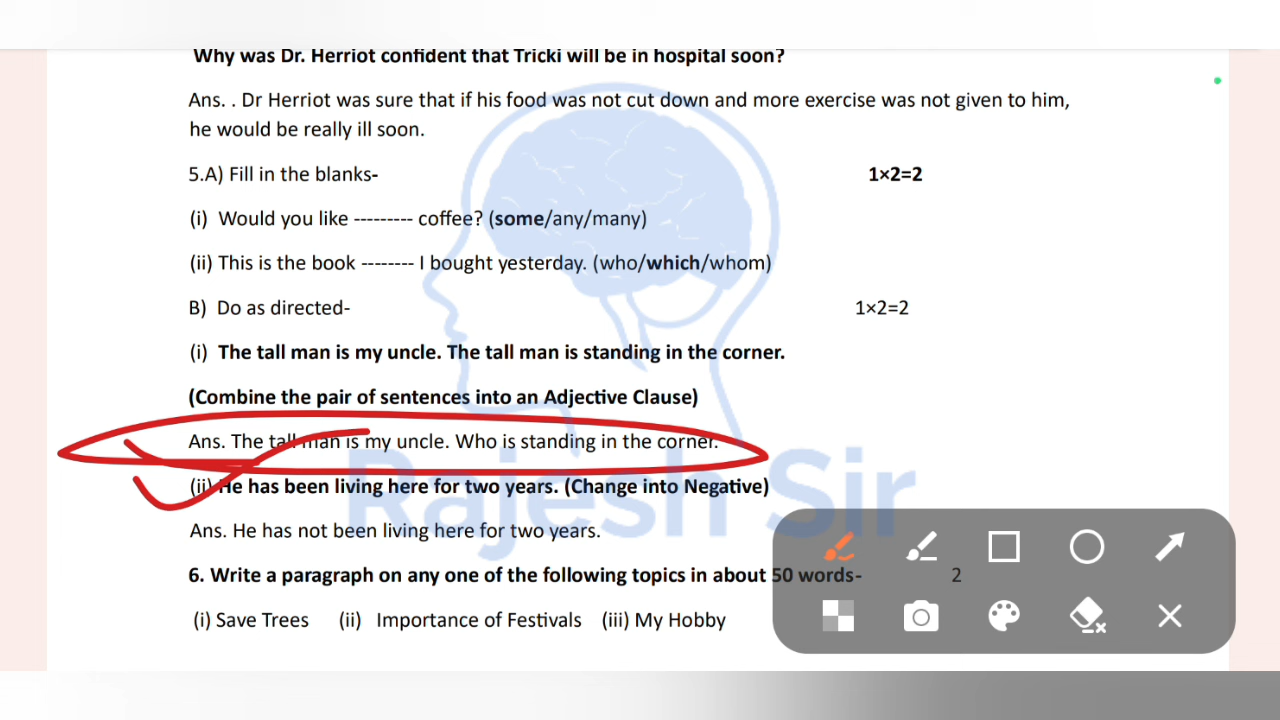 Why was Dr. Herriot confident that Tricki will be in hospital soon?
Ans. . Dr Herriot was sure that if his food was not cut down and more exercise was not given to him,
he would be really ill soon.
5.A) Fill in the blanks- 1×2=2
(i) Would you like --------- coffee? (some/any/many)
(ii) This is the book -------- I bought yesterday. (who/which/whom)
B) Do as directed- 1×2=2
(i) The tall man is my uncle. The tall man is standing in the corner.
(Combine the pair of sentences into an Adjective Clause)
Ans. The tall man is my uncle. Who is standing in the corner.
Rajesh Sir
(ii) He has been living here for two years. (Change into Negative)
Ans. He has not been living here for two years.
6. Write a paragraph on any one of the following topics in about 50 words- 2
(i) Save Trees (ii) Importance of Festivals (iii) My Hobby